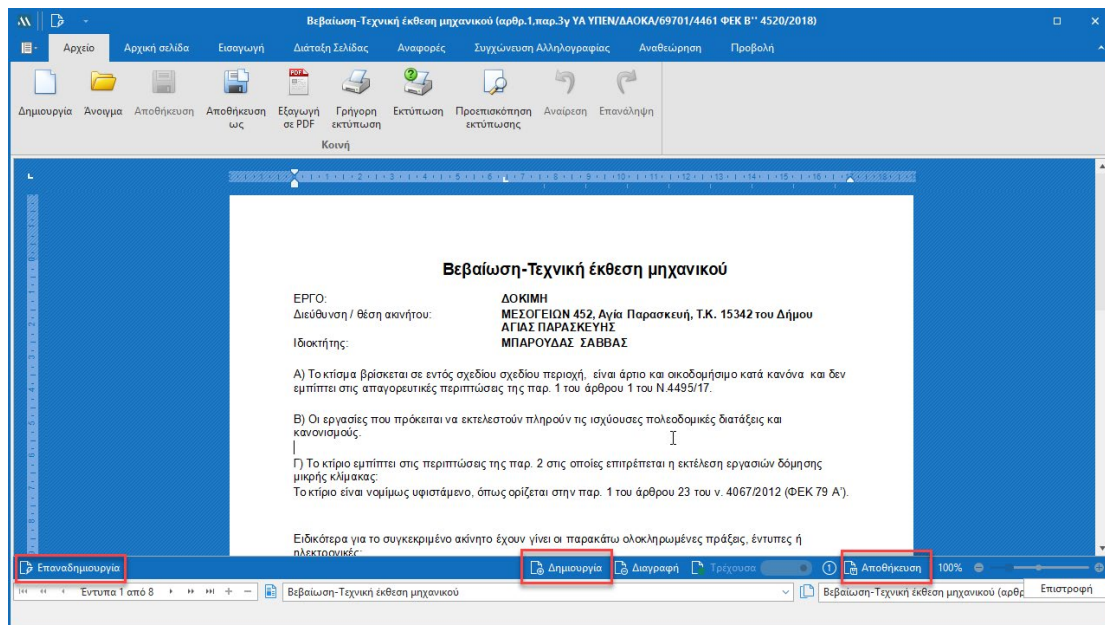 Βεβαίωση-Τεχνική έκθεση μηχανικού (αρθρ.1,παρ.3γ ΥΑ ΥΠΕΝ/ΔΑΟΚΑ/69701/4461 ΦΕΚ Β'' 4520/2018)
Αρχείο Αρχική σελίδα Εισαγωγή Διάταξη Σελίδας Αναφορές Συγχώνευση Αλληλογραφίας Αναθεώρηση Προβολή
Δημιουργία Άνοιγμα Αποθήκευση Αποθήκευση ως Εξαγωγή σε PDF Γρήγορη εκτύπωση Εκτύπωση Προεπισκόπηση εκτύπωσης Αναίρεση Επανάληψη
Κοινή
Βεβαίωση-Τεχνική έκθεση μηχανικού
ΕΡΓΟ: ΔΟΚΙΜΗ
Διεύθυνση / θέση ακινήτου: ΜΕΣΟΓΕΙΩΝ 452, Αγία Παρασκευή, Τ.Κ. 15342 του Δήμου
ΑΓΙΑΣ ΠΑΡΑΣΚΕΥΗΣ
Ιδιοκτήτης: ΜΠΑΡΟΥΔΑΣ ΣΑΒΒΑΣ
Α) Το κτίσμα βρίσκεται σε εντός σχεδίου σχεδίου περιοχή, είναι άρτιο και οικοδομήσιμο κατά κανόνα και δεν
εμπίπτει στις απαγορευτικές περιπτώσεις της παρ. 1 του άρθρου 1 του Ν.4495/17.
Β) Οι εργασίες που πρόκειται να εκτελεστούν πληρούν τις ισχύουσες πολεοδομικές διατάξεις και
κανονισμούς.
Γ) Το κτίριο εμπίπτει στις περιπτώσεις της παρ. 2 στις οποίες επιτρέπεται η εκτέλεση εργασιών δόμησης
μικρής κλίμακας:
Το κτίριο είναι νομίμως υφιστάμενο, όπως ορίζεται στην παρ. 1 του άρθρου 23 του ν. 4067/2012 (ΦΕΚ 79 Α').
Ειδικότερα για το συγκεκριμένο ακίνητο έχουν γίνει οι παρακάτω ολοκληρωμένες πράξεις, έντυπες ή
ηλεκτρονικές:
Επαναδημιουργία Δημιουργία Διαγραφή Τρέχουσα 1 Αποθήκευση 100%
Έντυπα 1 από 8 Βεβαίωση-Τεχνική έκθεση μηχανικού Βεβαίωση-Τεχνική έκθεση μηχανικού (αρθρ Επιστροφή